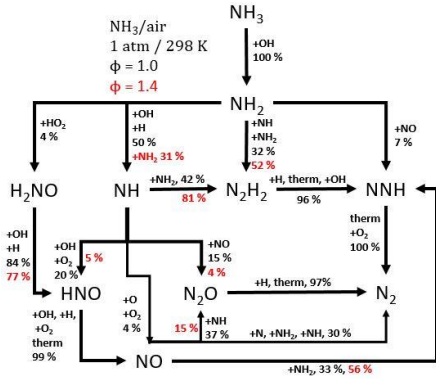 NH3/air
1 atm / 298 K
ϕ = 1.0
ϕ = 1.4
NH3
+OH
100 %
NH2
+HO2
4 %
+OH
+H
50 %
+NH2 31 %
+NH
+NH2
32 %
52 %
+NO
7 %
H2NO
NH
+NH2, 42 %
81 %
N2H2
+H, therm, +OH
96 %
NNH
+OH
+H
84 %
77 %
+OH
+O2
20 %
5 %
+NO
15 %
4 %
therm
+O2
100 %
HNO
+O
+O2
4 %
N2O
+H, therm, 97%
N2
15 %
+NH
37 %
+N, +NH2, +NH, 30 %
+OH, +H,
+O2
therm
99 %
NO
+NH2, 33 %, 56 %